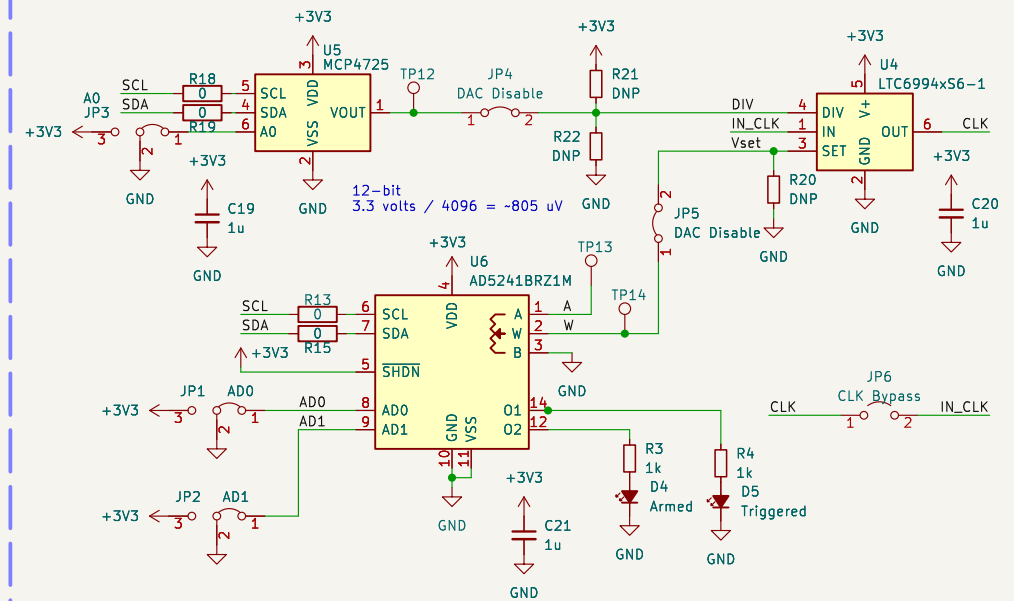 +3V3
U5
MCP4725
3
VDD
SCL
R18
0
5
SCL
SDA
0
4
SDA
R19
6
A0
VOUT
1
VSS
2
GND
A0
JP3
+3V3
3
2
1
GND
+3V3
C19
1u
GND
12-bit
3.3 volts / 4096 = ~805 uV
TP12
JP4
DAC Disable
1
2
+3V3
R21
DNP
R22
DNP
GND
DIV
IN_CLK
Vset
+3V3
U4
LTC6994xS6-1
5
V+
4
DIV
1
IN
3
SET
OUT
6
CLK
GND
2
GND
R20
DNP
GND
+3V3
C20
1u
GND
2
JP5
DAC Disable
1
+3V3
U6
AD5241BRZ1M
4
VDD
SCL
R13
0
6
SCL
SDA
0
7
SDA
R15
+3V3
5
SHDN
A
1
A
W
2
W
B
3
GND
TP13
TP14
JP1
AD0
+3V3
3
2
1
AD0
8
AD0
AD1
9
AD1
GND
VSS
10
11
GND
O1
14
O2
12
JP2
AD1
+3V3
3
2
1
+3V3
C21
1u
GND
R3
1k
D4
Armed
GND
R4
1k
D5
Triggered
GND
JP6
CLK Bypass
CLK
1
2
IN_CLK